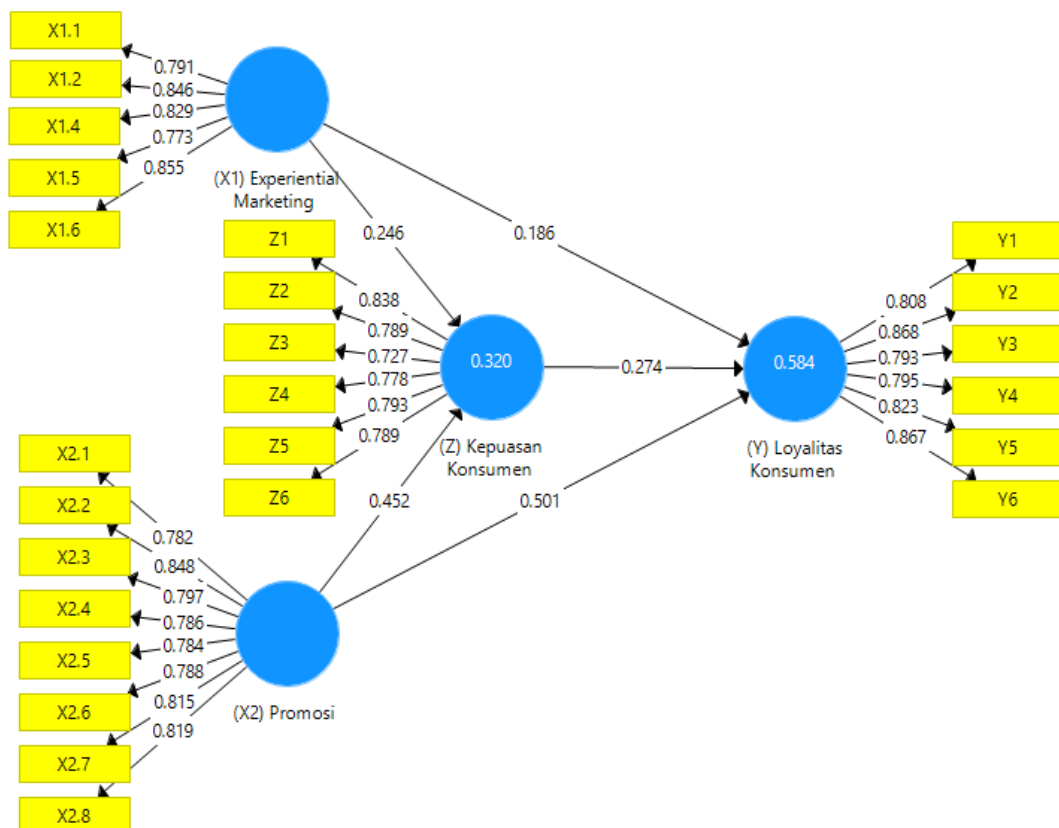 X1.1
X1.2
X1.4
X1.5
X1.6
0.791
0.846
0.829
0.773
0.855
(X1) Experiential
Marketing
0.246
0.186
Z1
Z2
Z3
Z4
Z5
Z6
0.838
0.789
0.727
0.778
0.793
0.789
0.320
(Z) Kepuasan
Konsumen
0.274
0.584
(Y) Loyalitas
Konsumen
0.808
0.868
0.793
0.795
0.823
0.867
Y1
Y2
Y3
Y4
Y5
Y6
0.452
0.501
X2.1
X2.2
X2.3
X2.4
X2.5
X2.6
X2.7
X2.8
0.782
0.848
0.797
0.786
0.784
0.788
0.815
0.819
(X2) Promosi